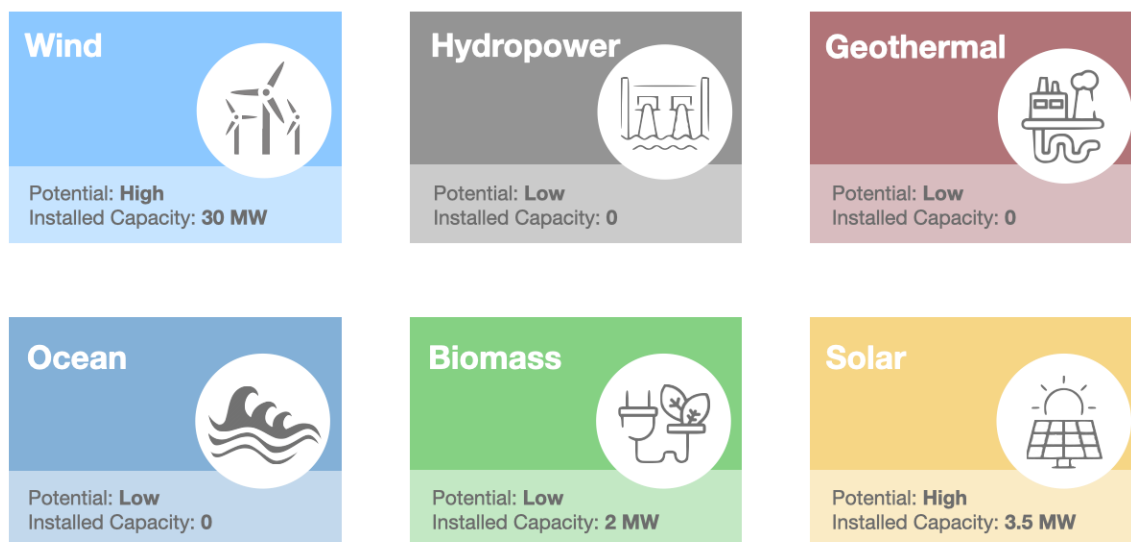 Wind
Potential: High
Installed Capacity: 30 MW
Hydropower
Potential: Low
Installed Capacity: 0
Geothermal
Potential: Low
Installed Capacity: 0
Ocean
Potential: Low
Installed Capacity: 0
Biomass
Potential: Low
Installed Capacity: 2 MW
Solar
Potential: High
Installed Capacity: 3.5 MW